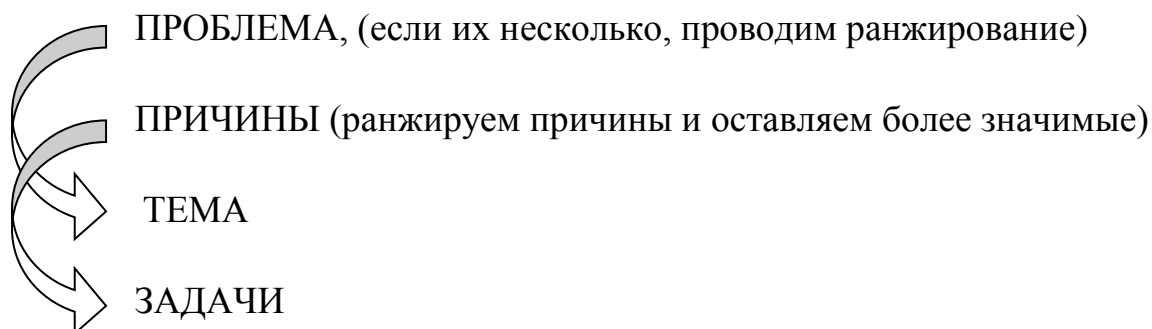 ПРОБЛЕМА, (если их несколько, проводим ранжирование)
ПРИЧИНЫ (ранжируем причины и оставляем более значимые)
ТЕМА
ЗАДАЧИ